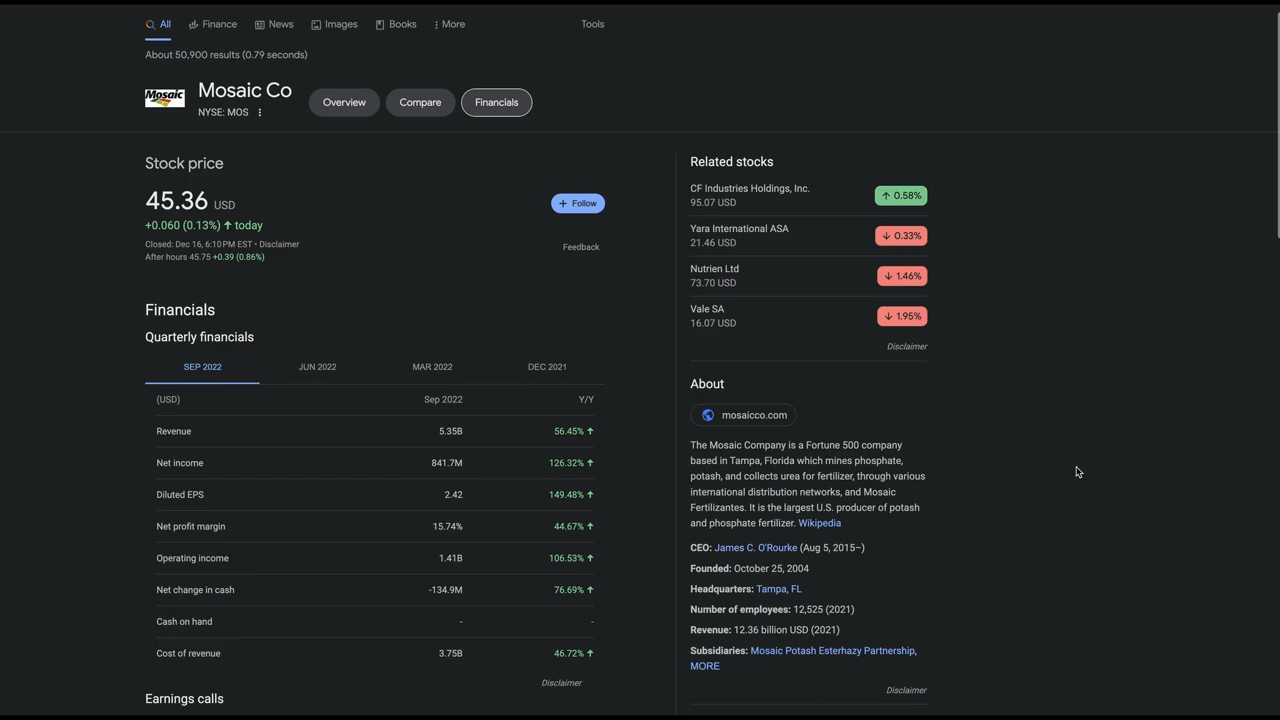 All Finance News Images Books More Tools
About 50,900 results (0.79 seconds)
Mosaic
Mosaic Co
NYSE: MOS
Overview Compare Financials
Stock price
45.36 USD
+ Follow
+0.060 (0.13%) ↑ today
Closed: Dec 16, 6:10 PM EST • Disclaimer
After hours 45.75 +0.39 (0.86%)
Feedback
Financials
Quarterly financials
SEP 2022 JUN 2022 MAR 2022 DEC 2021
(USD) Sep 2022 Y/Y
Revenue 5.35B 56.45% ↑
Net income 841.7M 126.32% ↑
Diluted EPS 2.42 149.48% ↑
Net profit margin 15.74% 44.67% ↑
Operating income 1.41B 106.53% ↑
Net change in cash -134.9M 76.69% ↑
Cash on hand - -
Cost of revenue 3.75B 46.72% ↑
Disclaimer
Earnings calls
Related stocks
CF Industries Holdings, Inc.
95.07 USD
↑ 0.58%
Yara International ASA
21.46 USD
↓ 0.33%
Nutrien Ltd
73.70 USD
↓ 1.46%
Vale SA
16.07 USD
↓ 1.95%
Disclaimer
About
mosaicco.com
The Mosaic Company is a Fortune 500 company
based in Tampa, Florida which mines phosphate,
potash, and collects urea for fertilizer, through various
international distribution networks, and Mosaic
Fertilizantes. It is the largest U.S. producer of potash
and phosphate fertilizer. Wikipedia
CEO: James C. O'Rourke (Aug 5, 2015–)
Founded: October 25, 2004
Headquarters: Tampa, FL
Number of employees: 12,525 (2021)
Revenue: 12.36 billion USD (2021)
Subsidiaries: Mosaic Potash Esterhazy Partnership,
MORE
Disclaimer